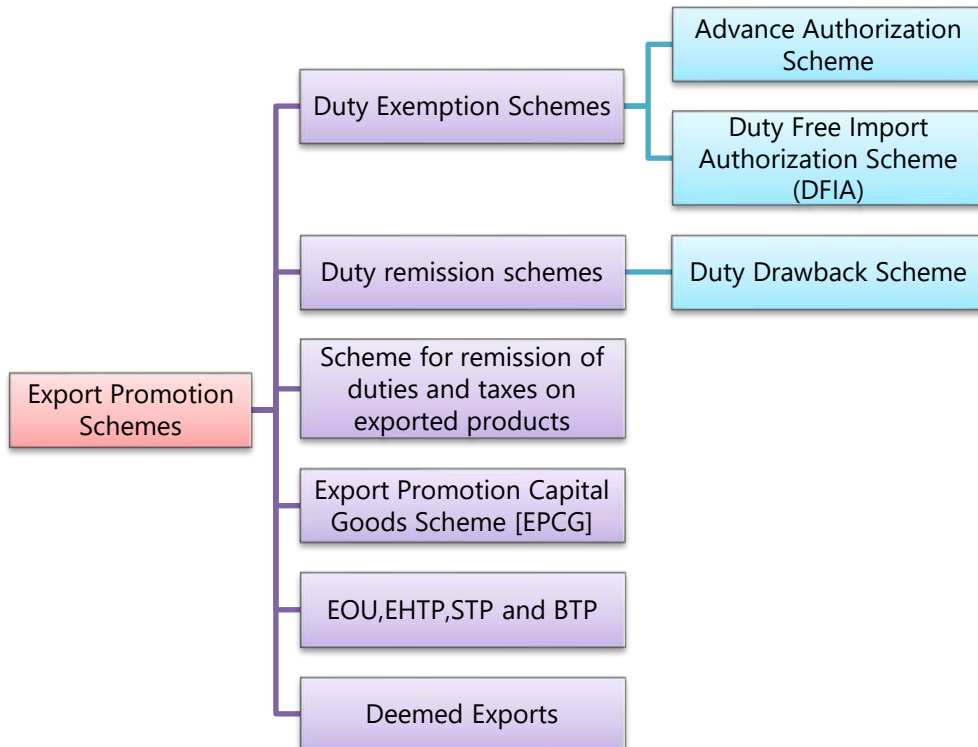 Export Promotion
Schemes
Duty Exemption Schemes
Advance Authorization
Scheme
Duty Free Import
Authorization Scheme
(DFIA)
Duty remission schemes
Duty Drawback Scheme
Scheme for remission of
duties and taxes on
exported products
Export Promotion Capital
Goods Scheme [EPCG]
EOU,EHTP,STP and BTP
Deemed Exports